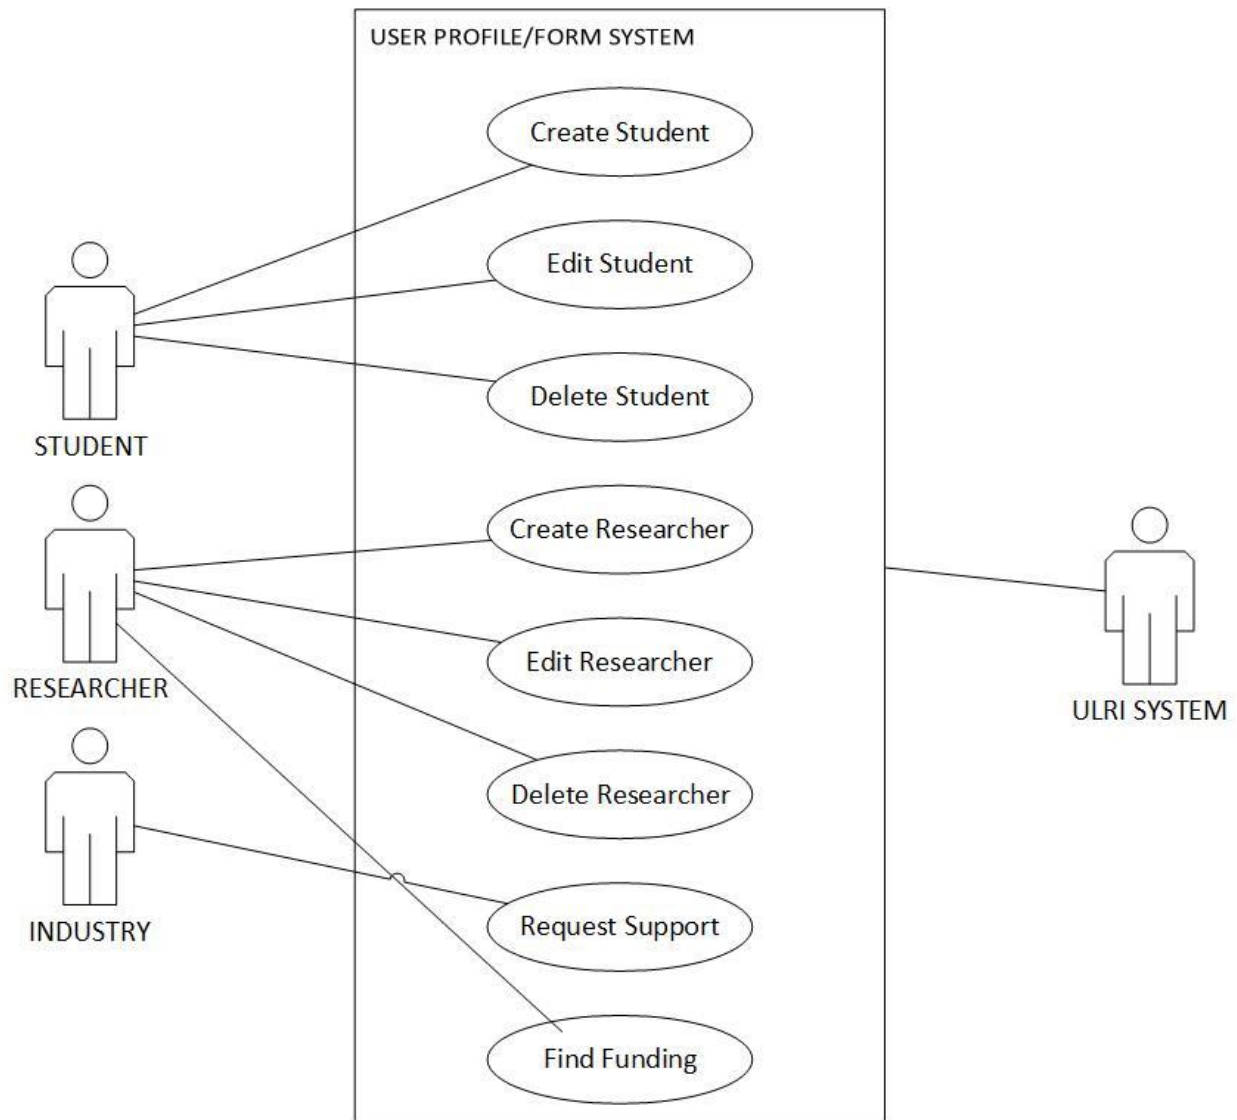 USER PROFILE/FORM SYSTEM
Create Student
Edit Student
Delete Student
STUDENT
Create Researcher
Edit Researcher
RESEARCHER
ULRI SYSTEM
Delete Researcher
Request Support
INDUSTRY
Find Funding